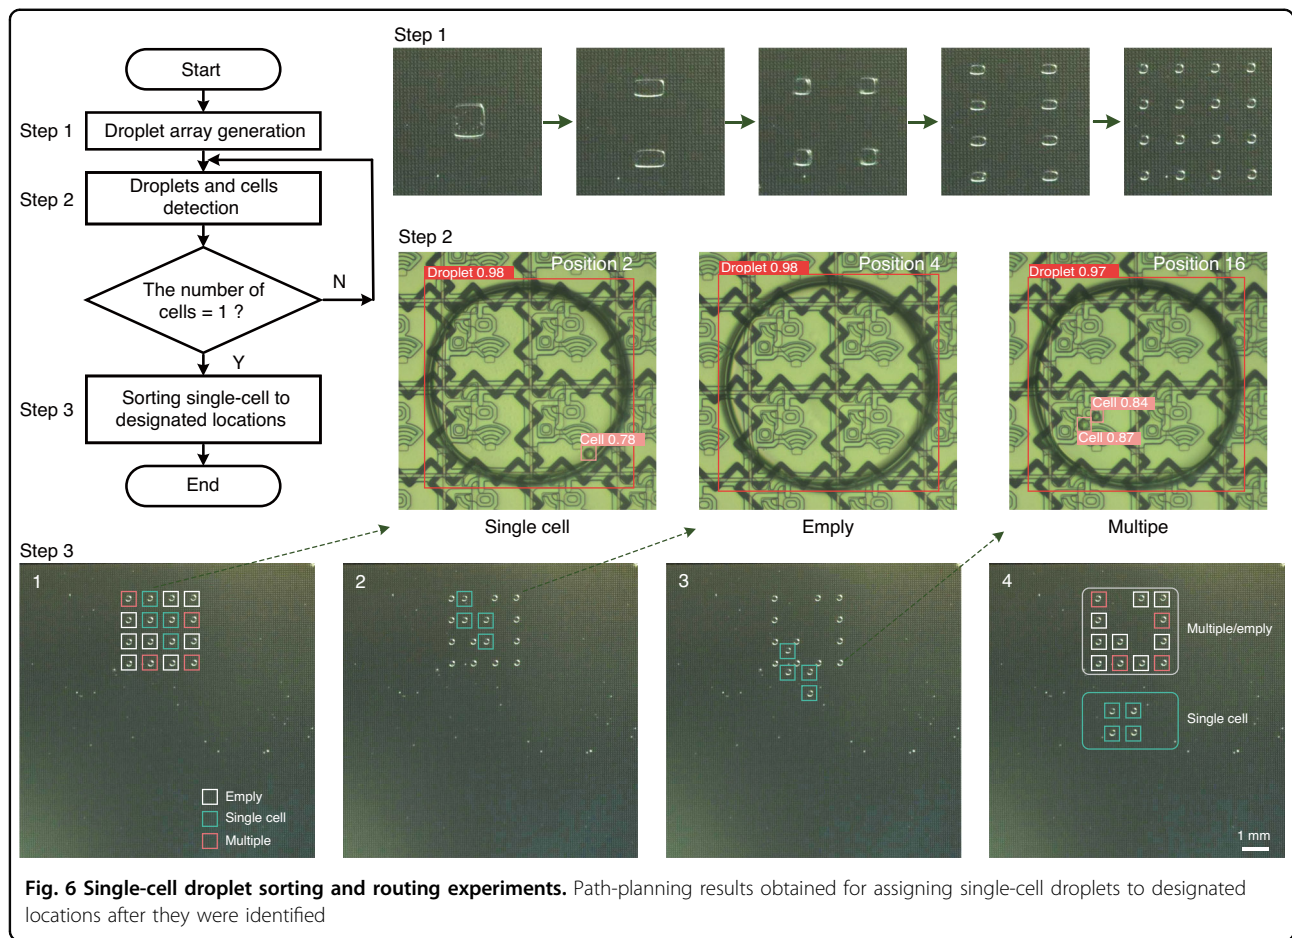 Start
Step 1
Droplet array generation
Step 2
Droplets and cells
detection
The number of
cells = 1 ?
N
Y
Step 3
Sorting single-cell to
designated locations
End
Step 1
Step 2
Droplet 0.98
Position 2
Cell 0.78
Single cell
Droplet 0.98
Position 4
Emply
Droplet 0.97
Position 16
Cell 0.84
Cell 0.87
Multipe
Step 3
1
Emply
Single cell
Multiple
2
3
4
Multiple/empty
Single cell
1 mm
Fig. 6 Single-cell droplet sorting and routing experiments. Path-planning results obtained for assigning single-cell droplets to designated
locations after they were identified